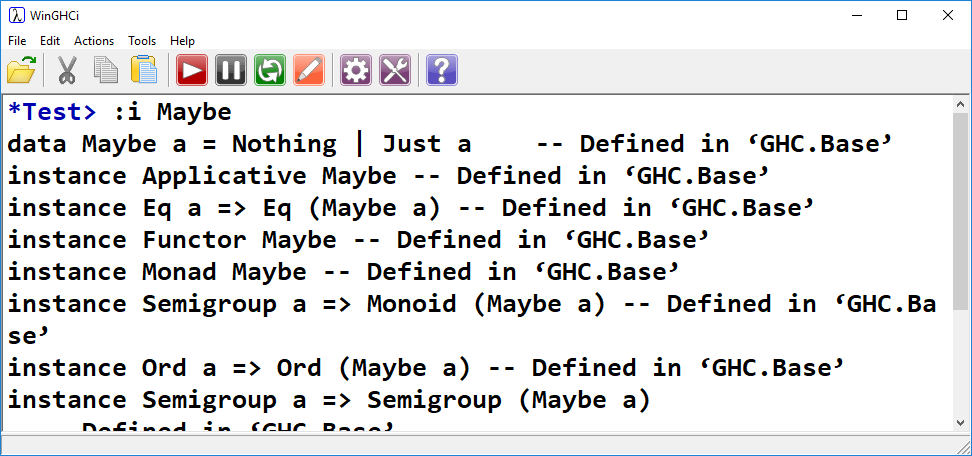 WinGHCi
File Edit Actions Tools Help
*Test> :i Maybe
data Maybe a = Nothing | Just a    -- Defined in ‘GHC.Base’
instance Applicative Maybe -- Defined in ‘GHC.Base’
instance Eq a => Eq (Maybe a) -- Defined in ‘GHC.Base’
instance Functor Maybe -- Defined in ‘GHC.Base’
instance Monad Maybe -- Defined in ‘GHC.Base’
instance Semigroup a => Monoid (Maybe a) -- Defined in ‘GHC.Ba
se’
instance Ord a => Ord (Maybe a) -- Defined in ‘GHC.Base’
instance Semigroup a => Semigroup (Maybe a)
Defined in ‘GHC.Base’